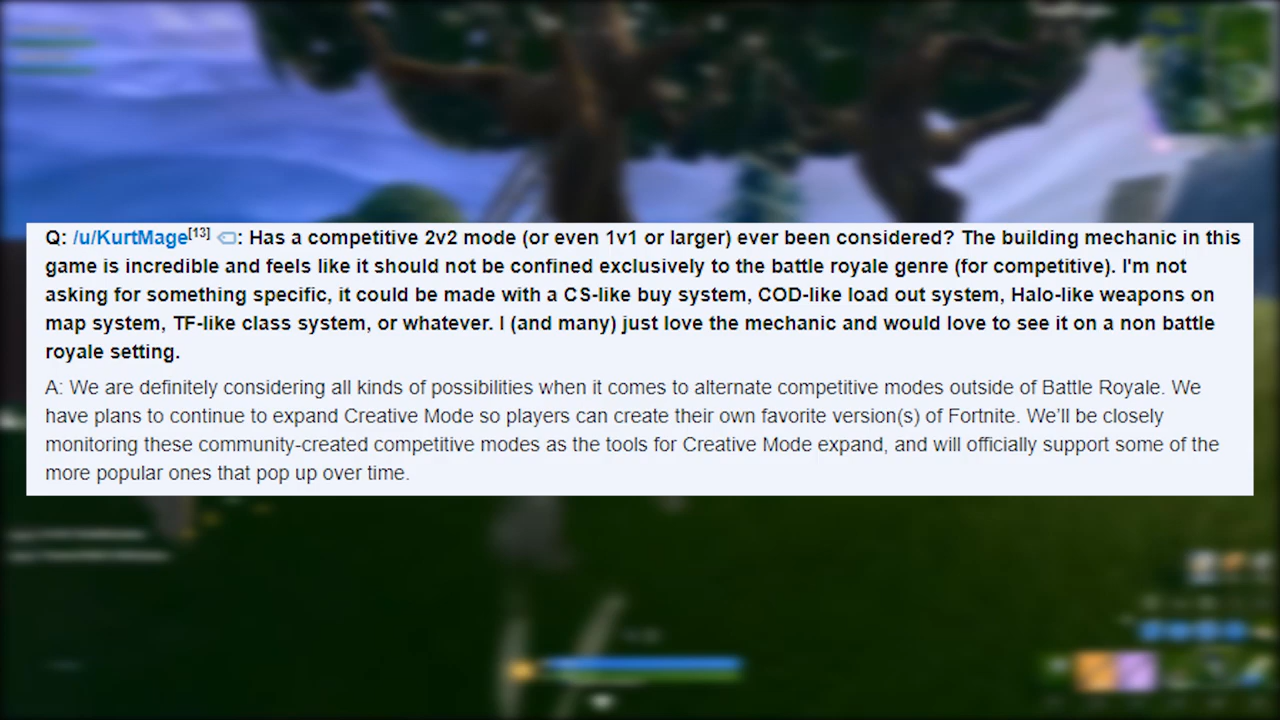 Q: /u/KurtMage[13] : Has a competitive 2v2 mode (or even 1v1 or larger) ever been considered? The building mechanic in this
game is incredible and feels like it should not be confined exclusively to the battle royale genre (for competitive). I'm not
asking for something specific, it could be made with a CS-like buy system, COD-like load out system, Halo-like weapons on
map system, TF-like class system, or whatever. I (and many) just love the mechanic and would love to see it on a non battle
royale setting.
A: We are definitely considering all kinds of possibilities when it comes to alternate competitive modes outside of Battle Royale. We
have plans to continue to expand Creative Mode so players can create their own favorite version(s) of Fortnite. We’ll be closely
monitoring these community-created competitive modes as the tools for Creative Mode expand, and will officially support some of the
more popular ones that pop up over time.